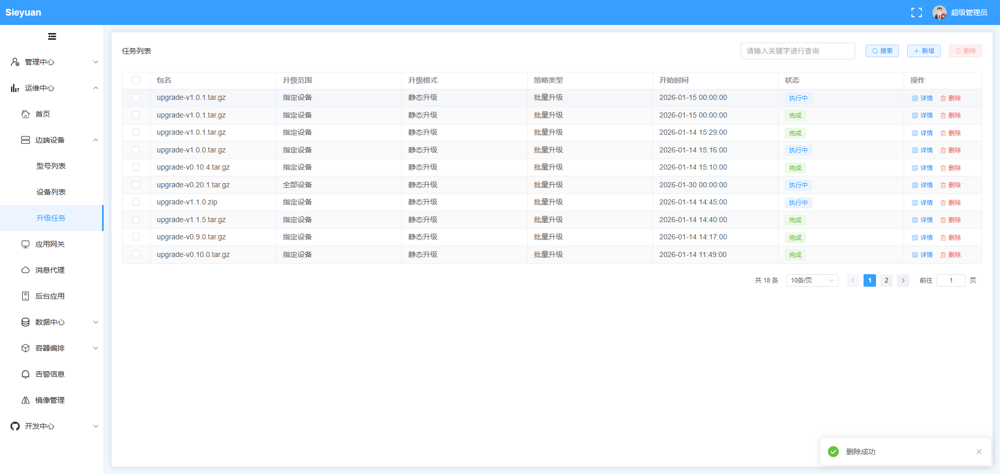 Sieyuan
超级管理员
管理中心
运维中心
首页
边端设备
型号列表
设备列表
升级任务
应用网关
消息代理
后台应用
数据中心
容器编排
告警信息
镜像管理
开发中心
任务列表
请输入关键字进行查询
搜索
新增
删除
包名 升级范围 升级模式 策略类型 开始时间 状态 操作
upgrade-v1.0.1.tar.gz 指定设备 静态升级 批量升级 2026-01-15 00:00:00 执行中 详情 删除
upgrade-v1.0.1.tar.gz 指定设备 静态升级 批量升级 2026-01-15 00:00:00 完成 详情 删除
upgrade-v1.0.1.tar.gz 指定设备 静态升级 批量升级 2026-01-14 15:29:00 完成 详情 删除
upgrade-v1.0.0.tar.gz 指定设备 静态升级 批量升级 2026-01-14 15:16:00 执行中 详情 删除
upgrade-v0.10.4.tar.gz 指定设备 静态升级 批量升级 2026-01-14 15:10:00 完成 详情 删除
upgrade-v0.20.1.tar.gz 全部设备 静态升级 批量升级 2026-01-30 00:00:00 执行中 详情 删除
upgrade-v1.1.0.zip 指定设备 静态升级 批量升级 2026-01-14 14:45:00 执行中 详情 删除
upgrade-v1.1.5.tar.gz 指定设备 静态升级 批量升级 2026-01-14 14:40:00 完成 详情 删除
upgrade-v0.9.0.tar.gz 指定设备 静态升级 批量升级 2026-01-14 14:17:00 完成 详情 删除
upgrade-v0.10.0.tar.gz 指定设备 静态升级 批量升级 2026-01-14 11:49:00 完成 详情 删除
共 18 条 10条/页 1 2 前往 1 页
删除成功